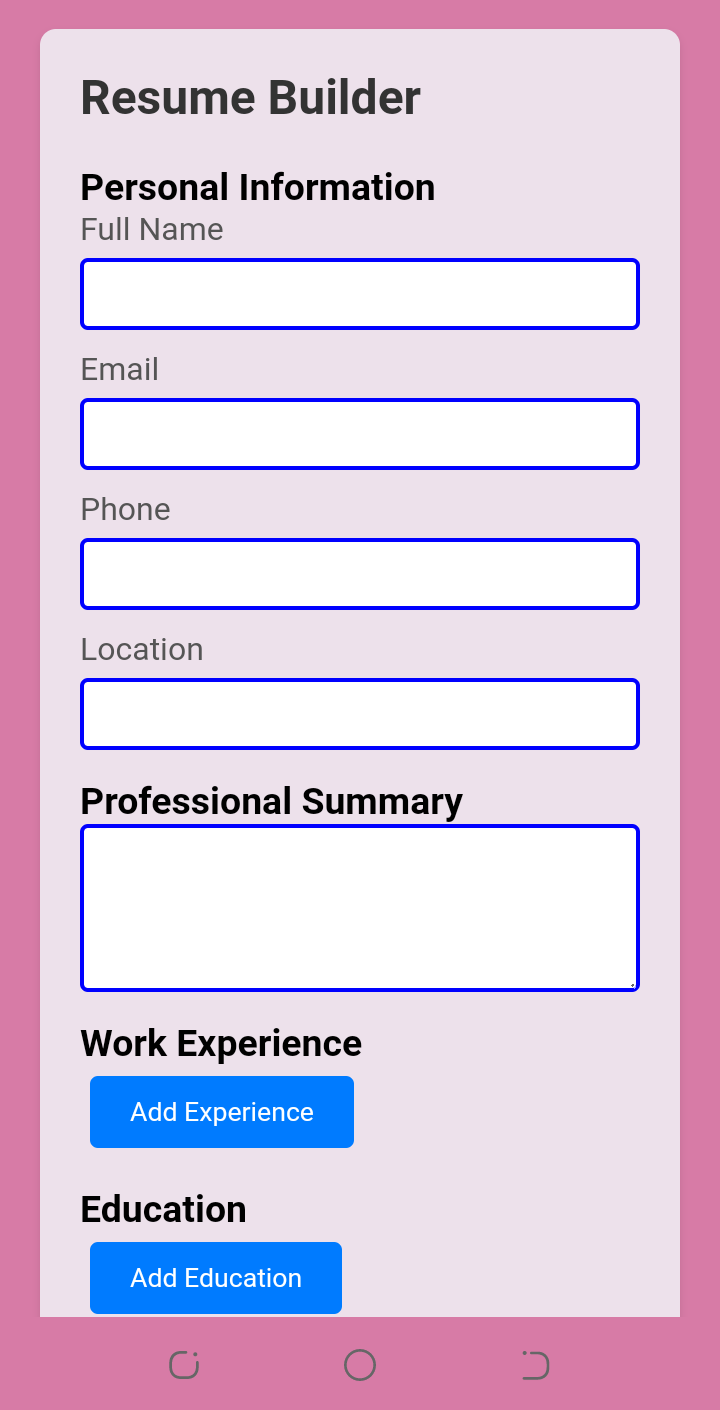 Resume Builder
Personal Information
Full Name
Email
Phone
Location
Professional Summary
Work Experience
Add Experience
Education
Add Education